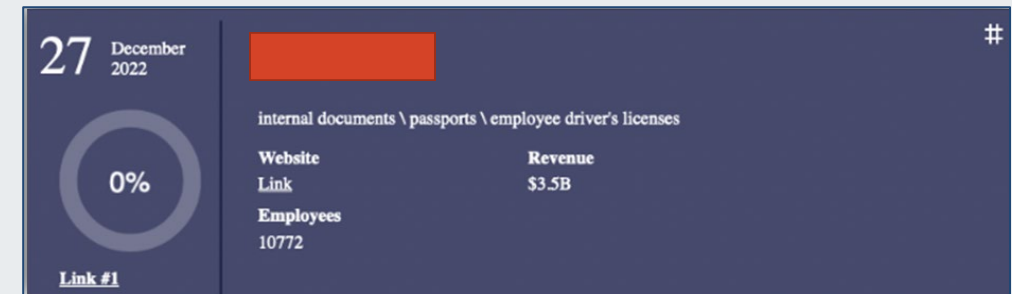 27 December
2022
#
internal documents \ passports \ employee driver's licenses
0%
Website Revenue
Link $3.5B
Employees
10772
Link #1